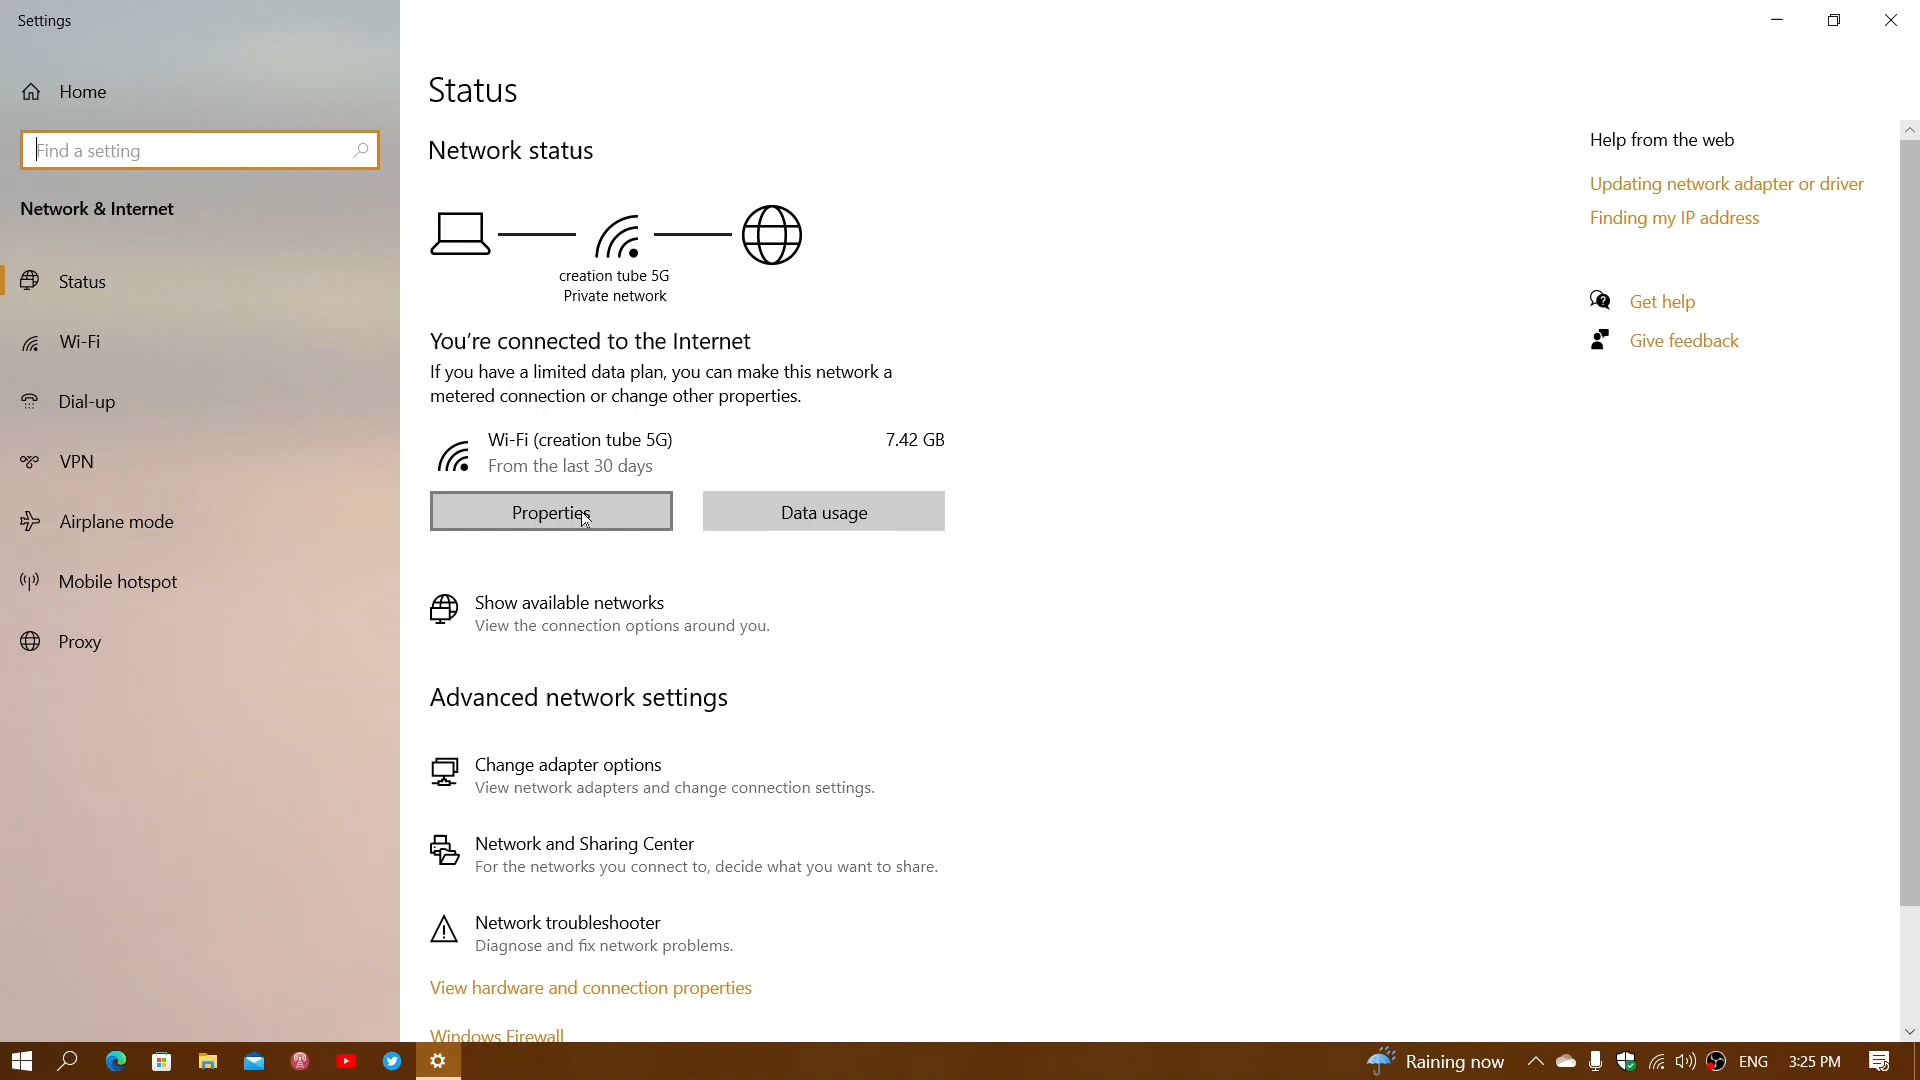 Settings
Home
Find a setting
Network & Internet
Status
Wi-Fi
Dial-up
VPN
Airplane mode
Mobile hotspot
Proxy
Status
Network status
creation tube 5G
Private network
You're connected to the Internet
If you have a limited data plan, you can make this network a
metered connection or change other properties.
Wi-Fi (creation tube 5G) 7.42 GB
From the last 30 days
Properties Data usage
Show available networks
View the connection options around you.
Advanced network settings
Change adapter options
View network adapters and change connection settings.
Network and Sharing Center
For the networks you connect to, decide what you want to share.
Network troubleshooter
Diagnose and fix network problems.
View hardware and connection properties
Windows Firewall
Help from the web
Updating network adapter or driver
Finding my IP address
Get help
Give feedback
Raining now ENG 3:25 PM